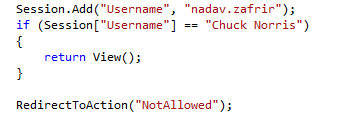 Session.Add("Username", "nadav.zafrir");
if (Session["Username"] == "Chuck Norris")
{
    return View();
}
RedirectToAction("NotAllowed");